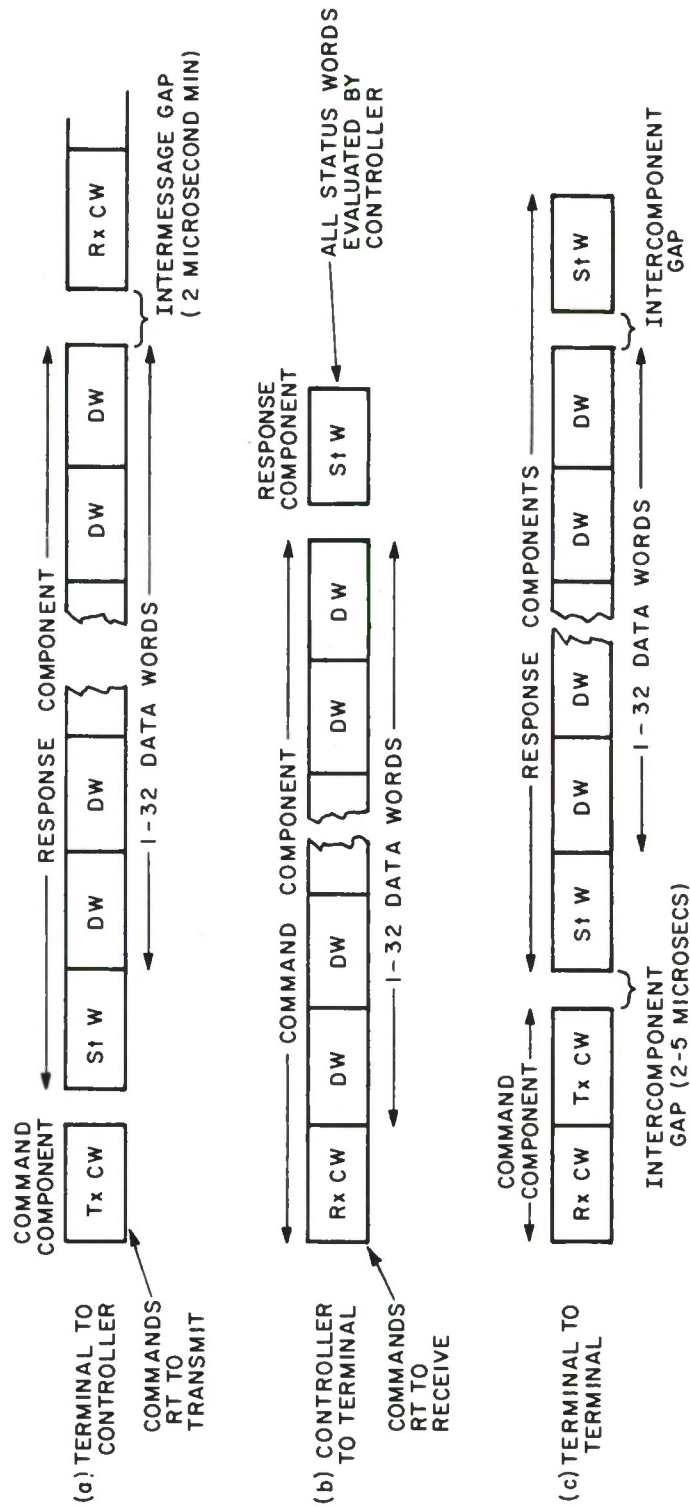 (a) TERMINAL TO
CONTROLLER
COMMANDS
RT TO
TRANSMIT
COMMAND
COMPONENT
Tx CW
RESPONSE COMPONENT
St W
DW
DW
DW
DW
1-32 DATA WORDS
Rx CW
INTERMESSAGE GAP
(2 MICROSECOND MIN)
(b) CONTROLLER
TO TERMINAL
COMMANDS
RT TO
RECEIVE
COMMAND COMPONENT
Rx CW
DW
DW
DW
DW
1-32 DATA WORDS
RESPONSE
COMPONENT
St W
ALL STATUS WORDS
EVALUATED BY
CONTROLLER
(c) TERMINAL TO
TERMINAL
COMMAND
COMPONENT
Rx CW
Tx CW
INTERCOMPONENT
GAP (2-5 MICROSECS)
RESPONSE COMPONENTS
St W
DW
DW
DW
DW
1-32 DATA WORDS
St W
INTERCOMPONENT
GAP